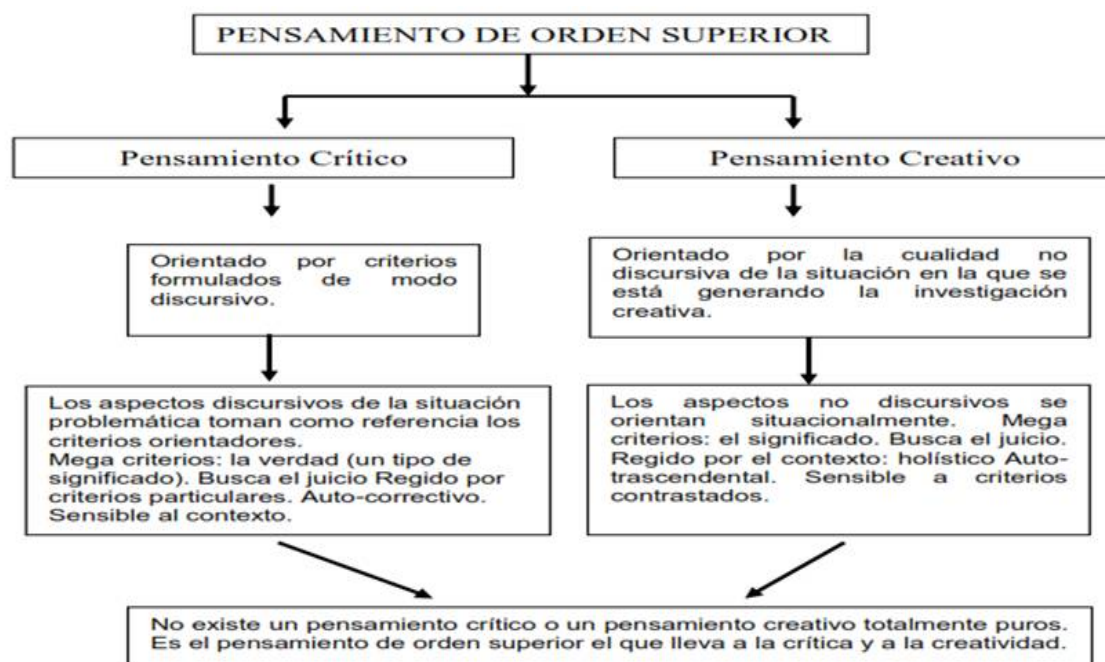 PENSAMIENTO DE ORDEN SUPERIOR
Pensamiento Crítico
Pensamiento Creativo
Orientado por criterios
formulados de modo
discursivo.
Orientado por la cualidad no
discursiva de la situación en la que se
está generando la investigación
creativa.
Los aspectos discursivos de la situación
problemática toman como referencia los
criterios orientadores.
Mega criterios: la verdad (un tipo de
significado). Busca el juicio Regido por
criterios particulares. Auto-correctivo.
Sensible al contexto.
Los aspectos no discursivos se
orientan situacionalmente. Mega
criterios: el significado. Busca el juicio.
Regido por el contexto: holístico Auto-
trascendental. Sensible a criterios
contrastados.
No existe un pensamiento crítico o un pensamiento creativo totalmente puros.
Es el pensamiento de orden superior el que lleva a la crítica y a la creatividad.